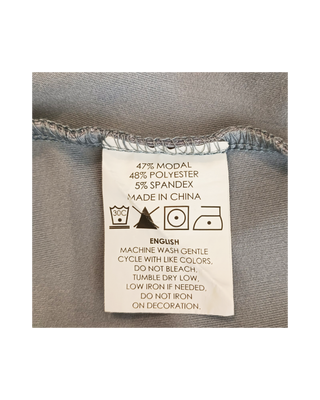 47% MODAL
48% POLYESTER
5% SPANDEX
MADE IN CHINA
30C
ENGLISH
MACHINE WASH GENTLE
CYCLE WITH LIKE COLORS.
DO NOT BLEACH.
TUMBLE DRY LOW,
LOW IRON IF NEEDED.
DO NOT IRON
ON DECORATION.